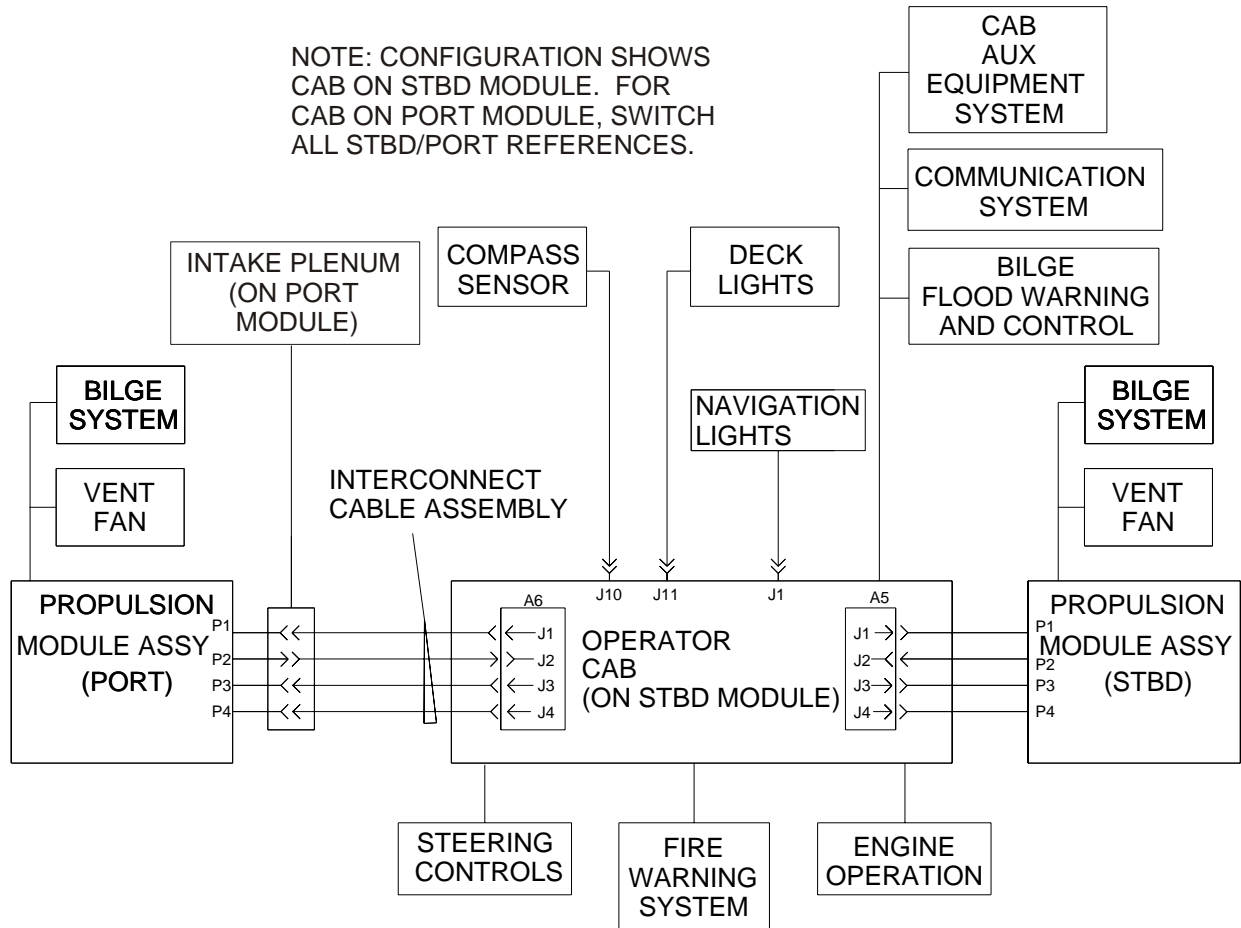 NOTE: CONFIGURATION SHOWS
CAB ON STBD MODULE. FOR
CAB ON PORT MODULE, SWITCH
ALL STBD/PORT REFERENCES.
CAB
AUX
EQUIPMENT
SYSTEM
COMMUNICATION
SYSTEM
BILGE
FLOOD WARNING
AND CONTROL
INTAKE PLENUM
(ON PORT
MODULE)
COMPASS
SENSOR
DECK
LIGHTS
NAVIGATION
LIGHTS
BILGE
SYSTEM
VENT
FAN
INTERCONNECT
CABLE ASSEMBLY
BILGE
SYSTEM
VENT
FAN
PROPULSION
MODULE ASSY
(PORT)
P1
P2
P3
P4
A6
J1
J2
J3
J4
J10
J11
J1
OPERATOR
CAB
(ON STBD MODULE)
A5
J1
J2
J3
J4
P1
P2
P3
P4
PROPULSION
MODULE ASSY
(STBD)
STEERING
CONTROLS
FIRE
WARNING
SYSTEM
ENGINE
OPERATION